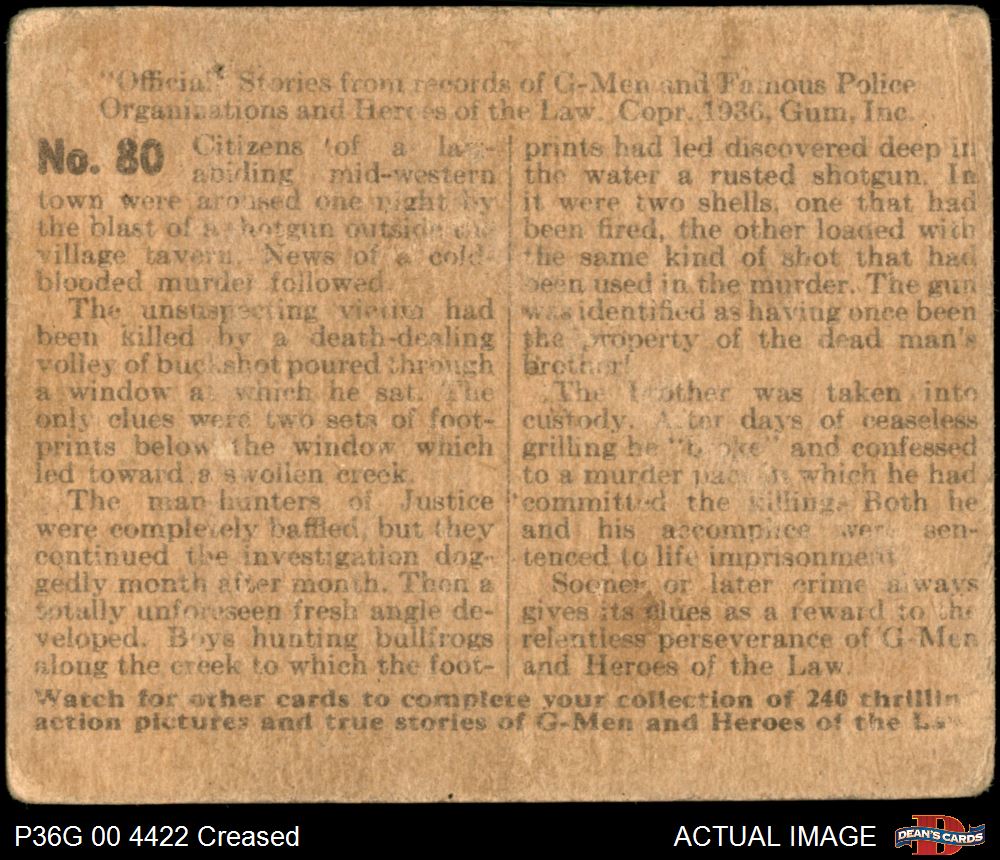 "Official" Stories from records of G-Men and Famous Police
Organizations and Heroes of the Law. Copr. 1936, Gum, Inc.
No. 80
Citizens of a law-
abiding mid-western
town were aroused one night by
the blast of a shotgun outside the
village tavern. News of a cold-
blooded murder followed.
The unsuspecting victim had
been killed by a death-dealing
volley of buckshot poured through
a window at which he sat. The
only clues were two sets of foot-
prints below the window which
led toward a swollen creek.
The man-hunters of Justice
were completely baffled, but they
continued the investigation dog-
gedly month after month. Then a
totally unforeseen fresh angle de-
veloped. Boys hunting bullfrogs
along the creek to which the foot-
prints had led discovered deep in
the water a rusted shotgun. In
it were two shells, one that had
been fired, the other loaded with
the same kind of shot that had
been used in the murder. The gun
was identified as having once been
the property of the dead man's
brother!
The brother was taken into
custody. After days of ceaseless
grilling he "broke" and confessed
to a murder pact in which he had
committed the killing. Both he
and his accomplice were sen-
tenced to life imprisonment.
Sooner or later crime always
gives its clues as a reward to the
relentless perseverance of G-Men
and Heroes of the Law.
Watch for other cards to complete your collection of 240 thrillin
action pictures and true stories of G-Men and Heroes of the Law
P36G 00 4422 Creased
ACTUAL IMAGE
D
DEAN'S CARDS